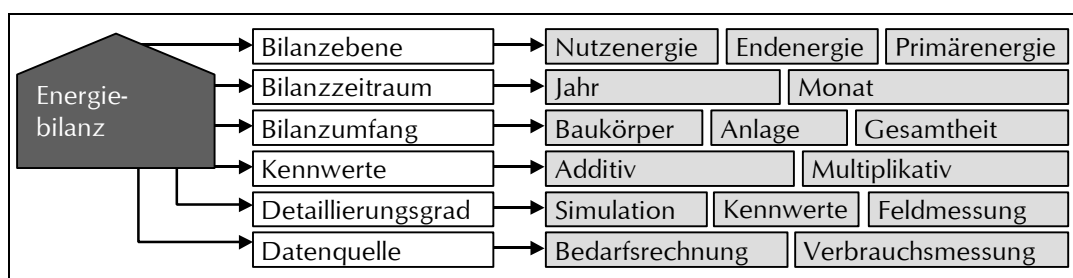 Energie-
bilanz
Bilanzebene
Nutzenergie
Endenergie
Primärenergie
Bilanzzeitraum
Jahr
Monat
Bilanzumfang
Baukörper
Anlage
Gesamtheit
Kennwerte
Additiv
Multiplikativ
Detaillierungsgrad
Simulation
Kennwerte
Feldmessung
Datenquelle
Bedarfsrechnung
Verbrauchsmessung